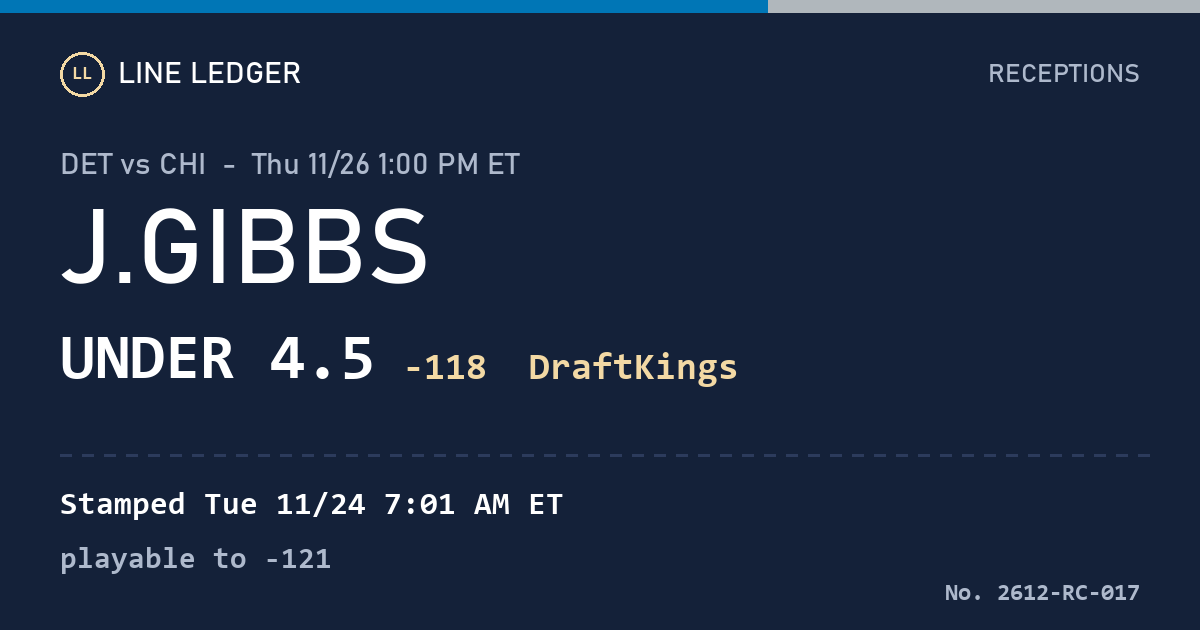 LL LINE LEDGER RECEPTIONS
DET vs CHI - Thu 11/26 1:00 PM ET
J.GIBBS
UNDER 4.5 -118 DraftKings
Stamped Tue 11/24 7:01 AM ET
playable to -121
No. 2612-RC-017